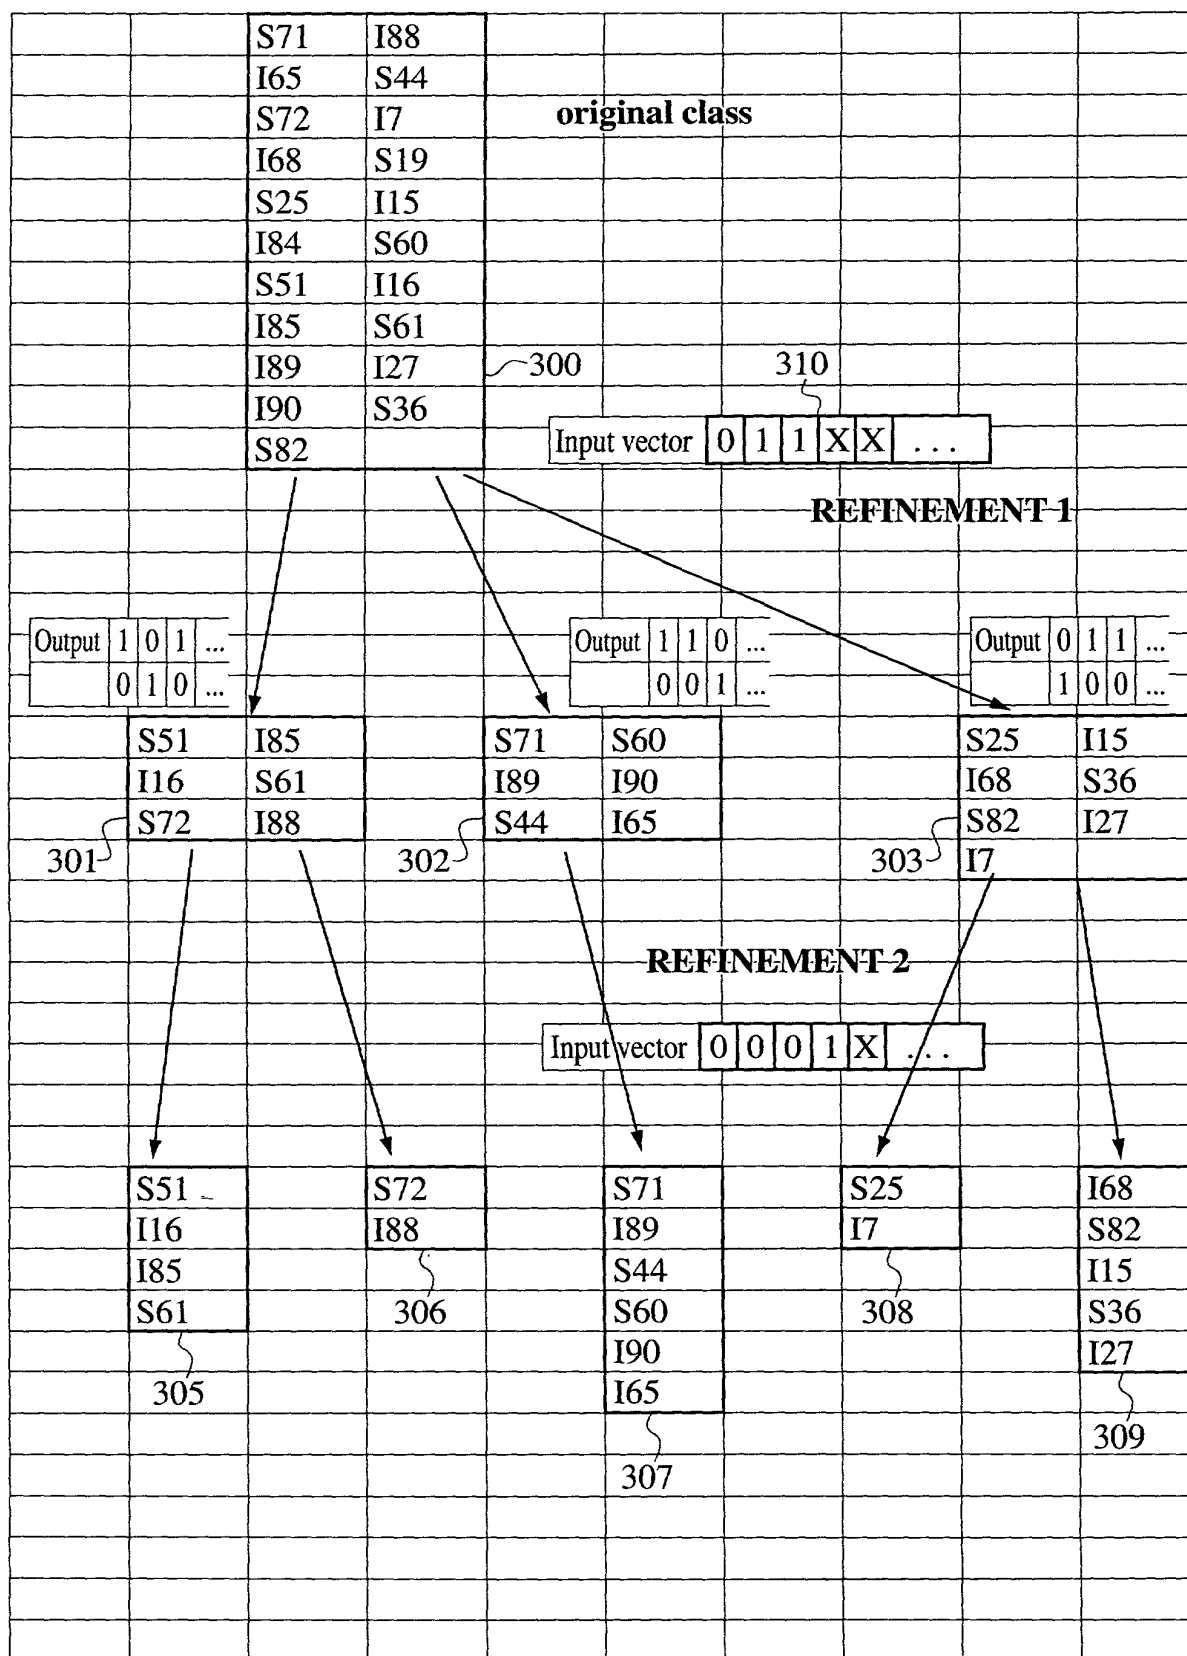 S71 I88
I65 S44
S72 I7
original class
I68 S19
S25 I15
I84 S60
S51 I16
I85 S61
I89 I27
300
310
I90 S36
S82
Input vector 0 1 1 X X ...
REFINEMENT 1
Output 1 0 1 ...
0 1 0 ...
Output 1 1 0 ...
0 0 1 ...
Output 0 1 1 ...
1 0 0 ...
S51 I85
I16 S61
S72 I88
301
S71 S60
I89 I90
S44 I65
302
S25 I15
I68 S36
S82 I27
I7
303
REFINEMENT 2
Input vector 0 0 0 1 X ...
S51
I16
I85
S61
305
S72
I88
306
S71
I89
S44
S60
I90
I65
307
S25
I7
308
I68
S82
I15
S36
I27
309